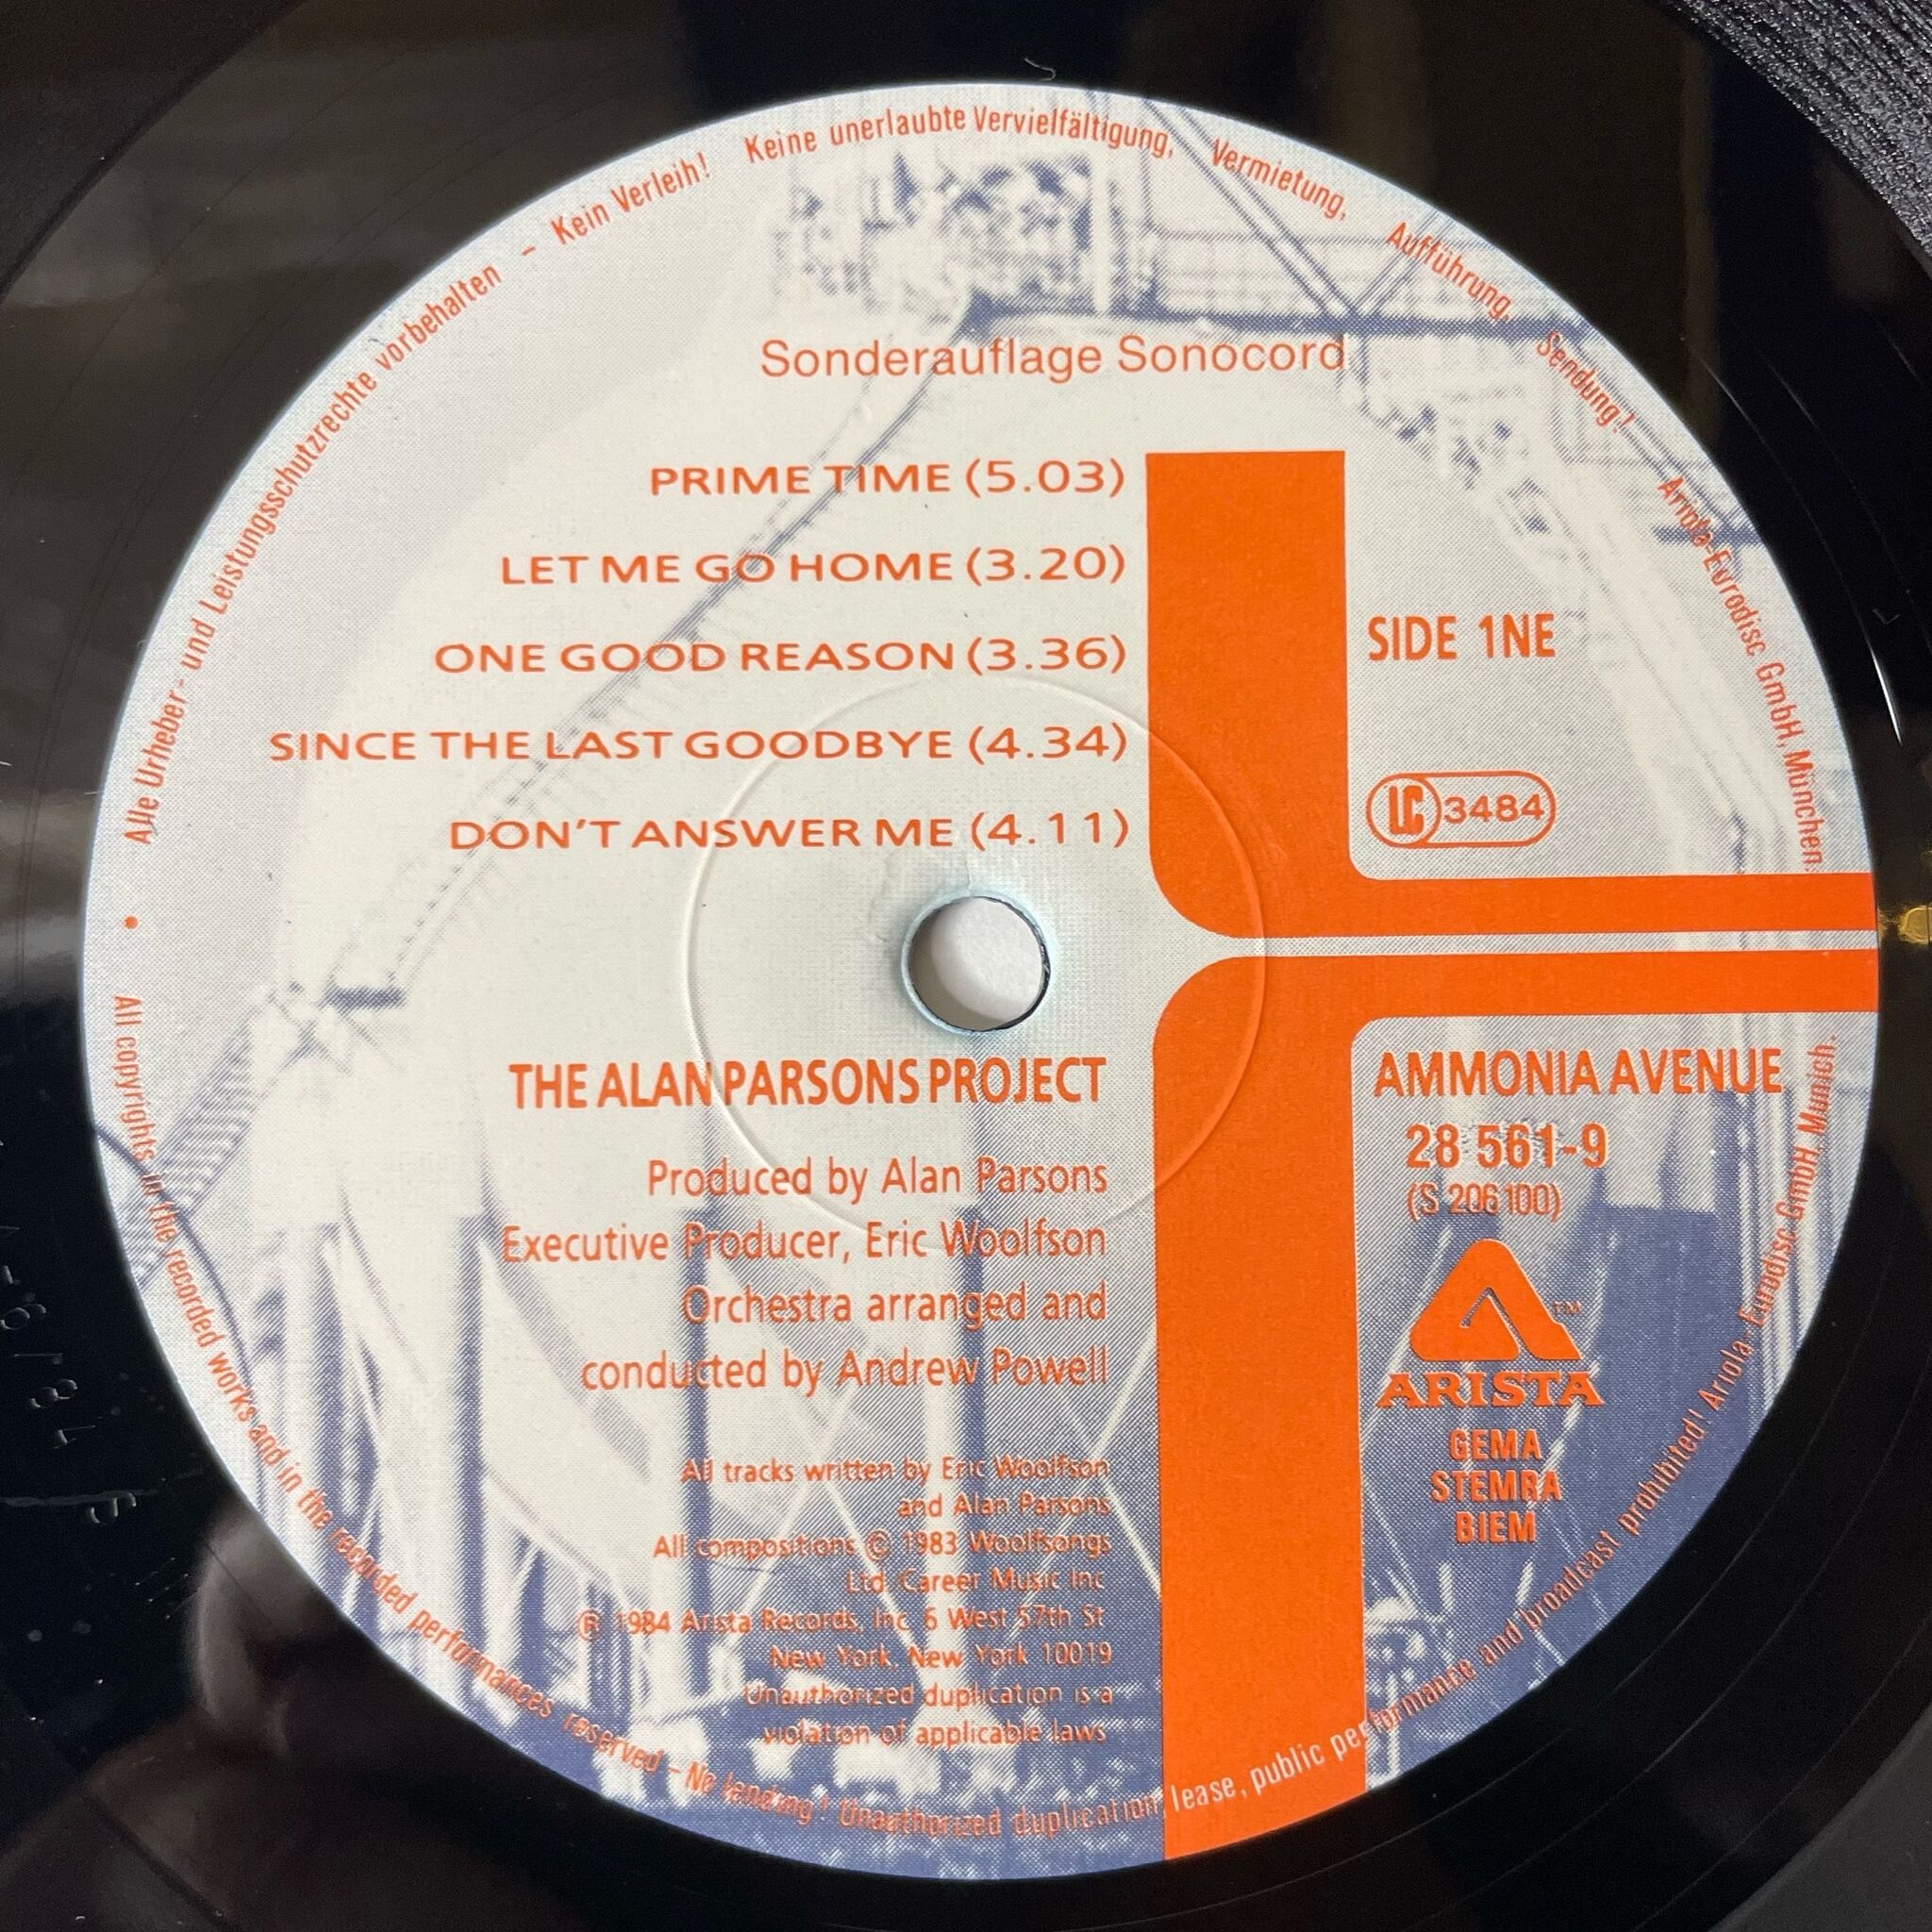 Alle Urheber- und Leistungsschutzrechte vorbehalten - Kein Verleih! Keine unerlaubte Vervielfältigung, Vermietung, Aufführung, Sendung! Ariola-Eurodisc GmbH, München.
Sonderauflage Sonocord
PRIME TIME (5.03)
LET ME GO HOME (3.20)
ONE GOOD REASON (3.36)
SINCE THE LAST GOODBYE (4.34)
DON'T ANSWER ME (4.11)
SIDE 1NE
LC 3484
THE ALAN PARSONS PROJECT
Produced by Alan Parsons
Executive Producer, Eric Woolfson
Orchestra arranged and
conducted by Andrew Powell
All tracks written by Eric Woolfson
and Alan Parsons
All compositions © 1983 Woolfsongs
Ltd/Career Music Inc
℗ 1984 Arista Records, Inc 6 West 57th St
New York, New York 10019
Unauthorized duplication is a
violation of applicable laws
AMMONIA AVENUE
28 561-9
(S 206 100)
TM
ARISTA
GEMA
STEMRA
BIEM
• All copyrights in the recorded works and in the recorded performances reserved - No lending! Unauthorized duplication, lease, public performance and broadcast prohibited! Ariola-Eurodisc GmbH, Munich.